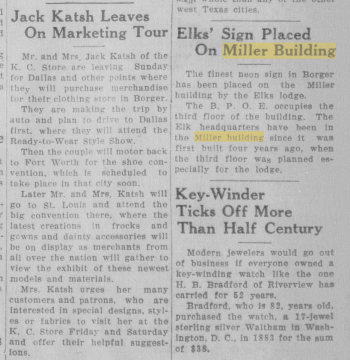 Jack Katsh Leaves
On Marketing Tour
Mr. and Mrs. Jack Katsh of the
K. C. Store are leaving Sunday
for Dallas and other points where
they will purchase merchandise
for their clothing store in Borger.
They are making the trip by
auto and plan to drive to Dallas
first, where they will attend the
Ready-to-Wear Style Show.
Then the couple will motor back
to Fort Worth for the shoe con-
vention, which is scheduled to
take place in that city soon.
Later Mr. and Mrs. Katsh will
go to St. Louis and attend the
big convention there, where the
latest creations in frocks and
gowns and dainty accessories will
be on display as merchants from
all over the nation will gather to
view the exhibit of these newest
models and materials.
Mrs. Katsh urges her many
customers and patrons, who are
interested in special designs, styl-
es or fabrics to visit her at the
K. C. Store Friday and Saturday
and offer their helpful suggest-
ions.
west Texas cities.
Elks' Sign Placed
On Miller Building
The finest neon sign in Borger
has been placed on the Miller
building by the Elks lodge.
The B. P. O. E. occupies the
third floor of the building. The
Elk headquarters have been in
the Miller building since it was
first built four years ago, when
the third floor was planned es-
pecially for the lodge.
Key-Winder
Ticks Off More
Than Half Century
Modern jewelers would go out
of business if everyone owned a
key-winding watch like the one
H. B. Bradford of Riverview has
carried for 52 years.
Bradford, who is 82 years old,
purchased the watch, a 17-jewel
sterling silver Waltham in Wash-
ington, D. C., in 1883 for the
sum of $38.